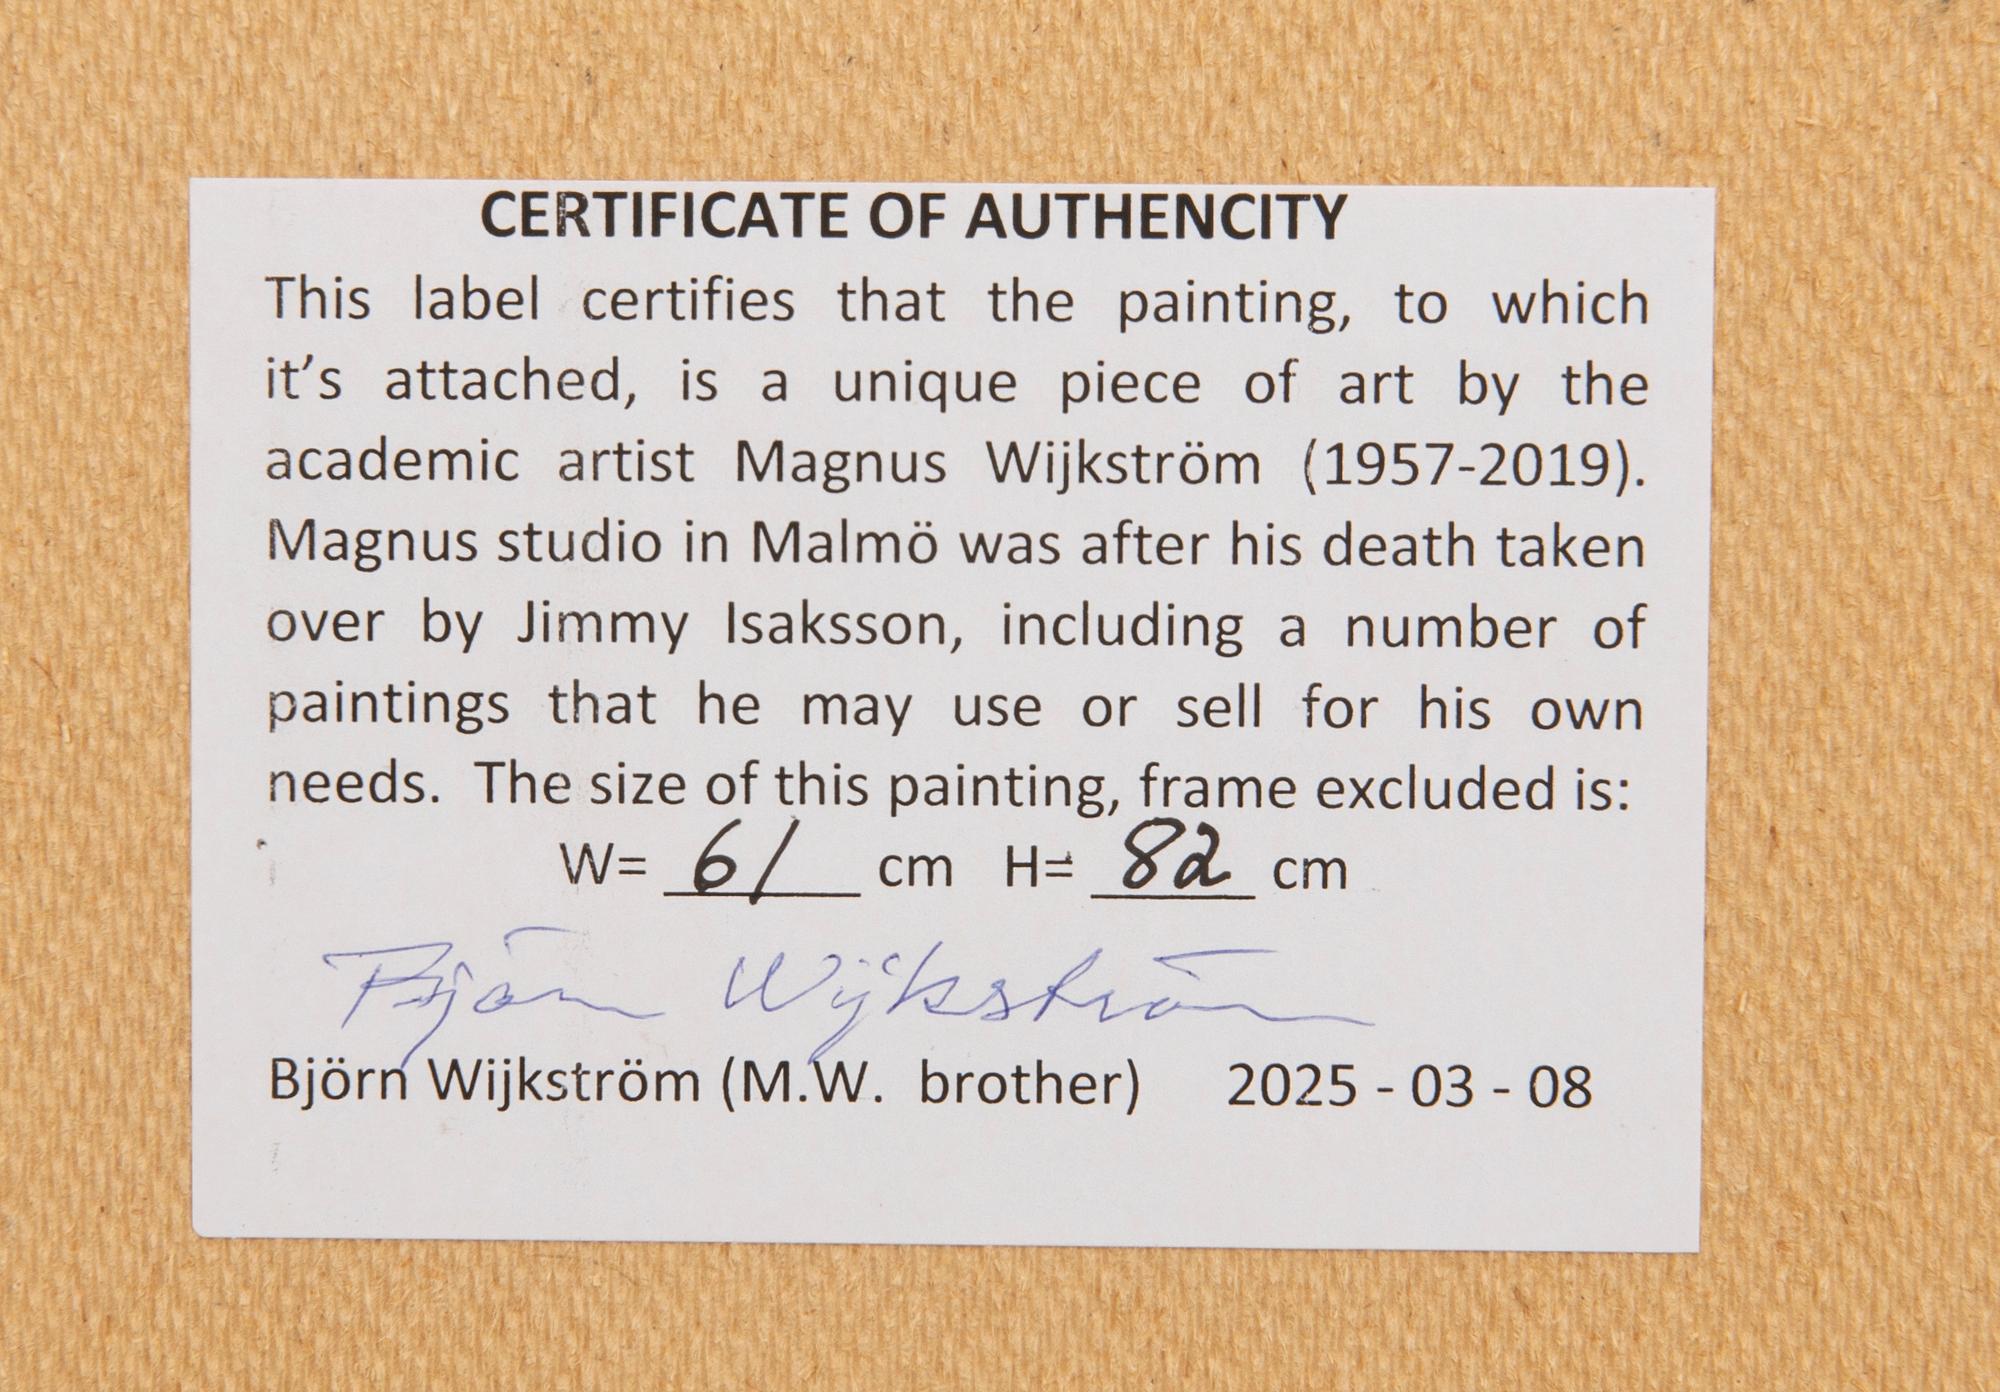 CERTIFICATE OF AUTHENCITY
This label certifies that the painting, to which
it’s attached, is a unique piece of art by the
academic artist Magnus Wijkström (1957-2019).
Magnus studio in Malmö was after his death taken
over by Jimmy Isaksson, including a number of
paintings that he may use or sell for his own
needs. The size of this painting, frame excluded is:
W= 61 cm H= 82 cm
Björn Wijkström
Björn Wijkström (M.W. brother) 2025 - 03 - 08